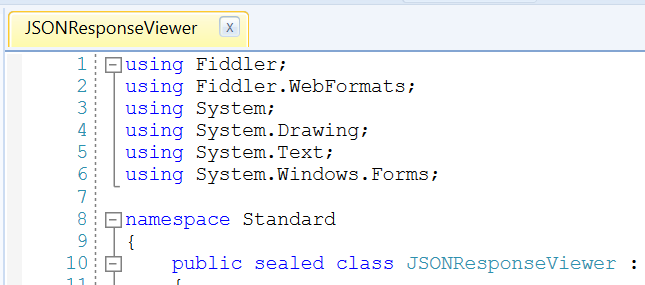 JSONResponseViewer x
1 using Fiddler;
2 using Fiddler.WebFormats;
3 using System;
4 using System.Drawing;
5 using System.Text;
6 using System.Windows.Forms;
7
8 namespace Standard
9 {
10 public sealed class JSONResponseViewer :
11 {